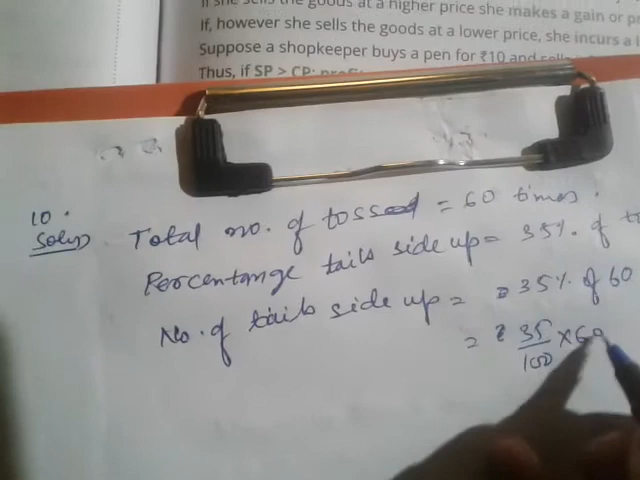 If she sells the goods at a higher price she makes a gain or pr
If, however she sells the goods at a lower price, she incurs a l
Suppose a shopkeeper buys a pen for ₹10 and sells
Thus, if SP > CP: profi
10.
Soln Total no. of tossed = 60 times.
Percentange tails side up = 35% of t
No. of tails side up = 35% of 60
= 35/100 × 60